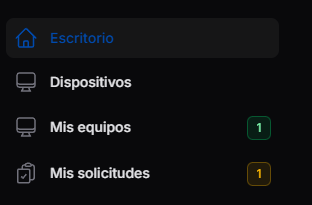 Escritorio
Dispositivos
Mis equipos 1
Mis solicitudes 1